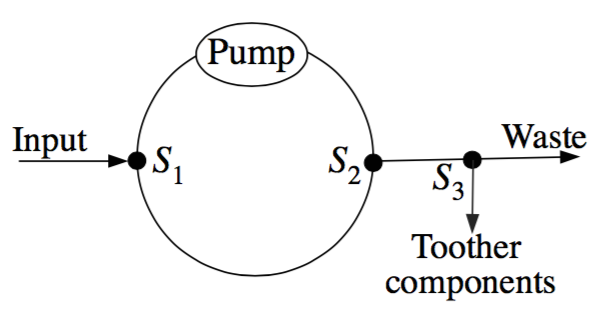 Pump
Input
S1
S2
S3
Waste
Toother
components